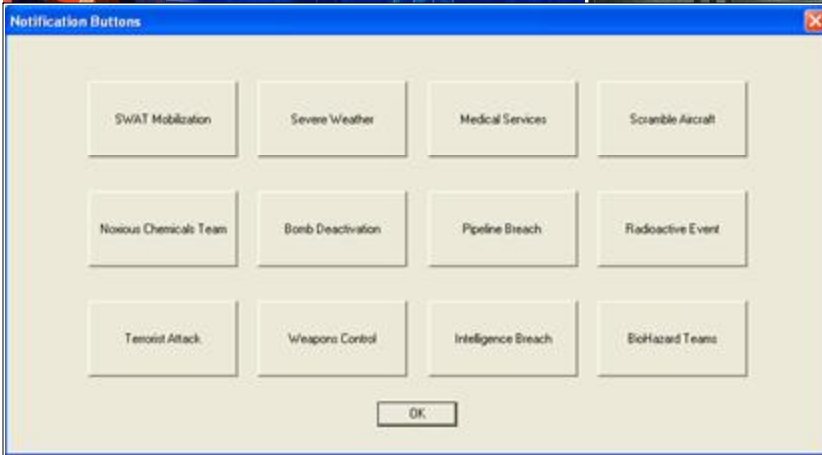 Notification Buttons
SWAT Mobilization
Severe Weather
Medical Services
Scramble Aircraft
Noxious Chemicals Team
Bomb Deactivation
Pipeline Breach
Radioactive Event
Terrorist Attack
Weapons Control
Intelligence Breach
BioHazard Teams
OK